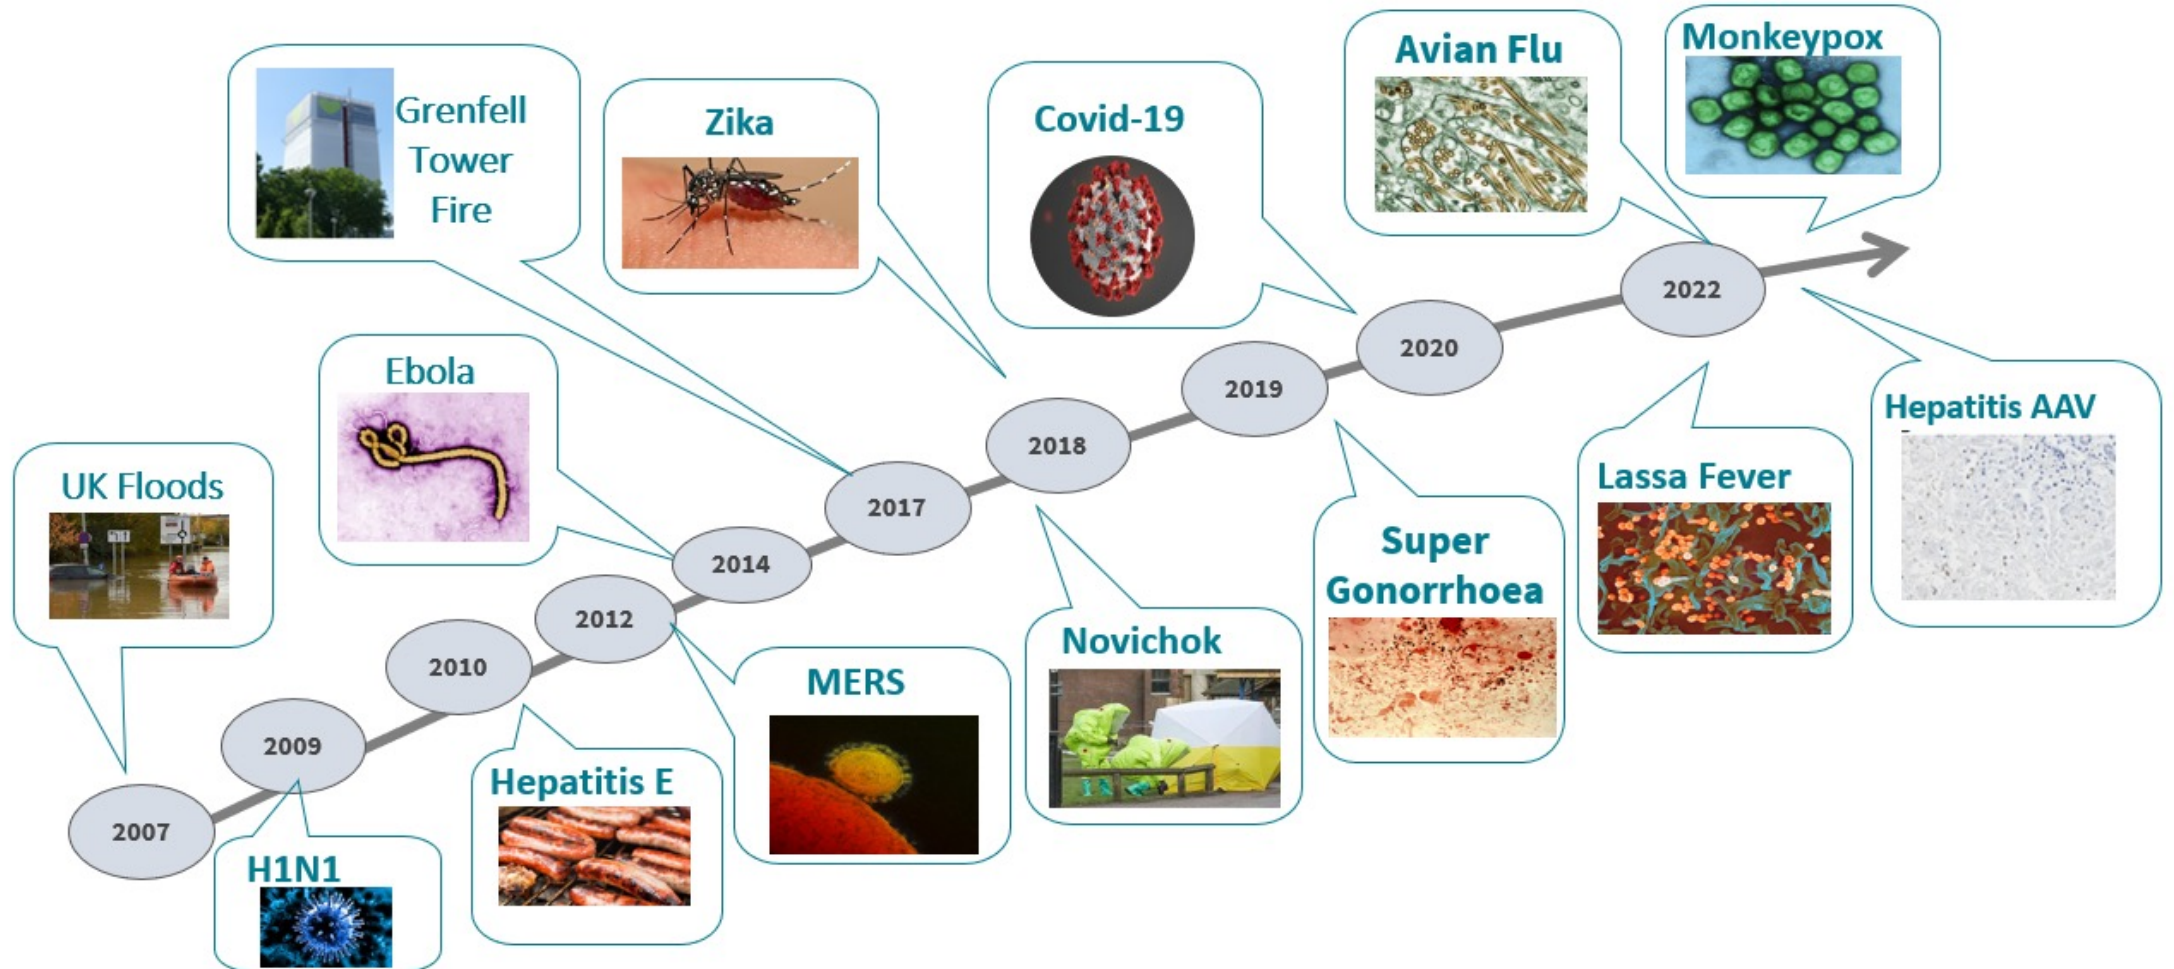 Grenfell
Tower
Fire
Zika
Covid-19
Avian Flu
Monkeypox
UK Floods
Ebola
2007
2009
2010
2012
2014
2017
2018
2019
2020
2022
H1N1
Hepatitis E
MERS
Novichok
Super
Gonorrhoea
Lassa Fever
Hepatitis AAV